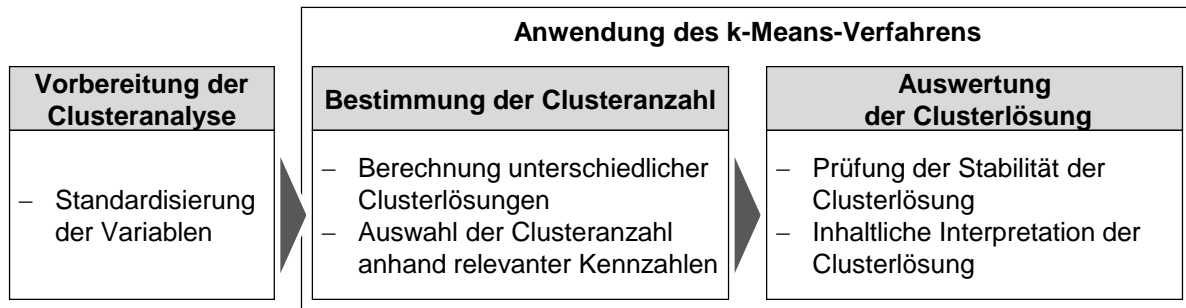 Anwendung des k-Means-Verfahrens
Vorbereitung der
Clusteranalyse
– Standardisierung
der Variablen
Bestimmung der Clusteranzahl
– Berechnung unterschiedlicher
Clusterlösungen
– Auswahl der Clusteranzahl
anhand relevanter Kennzahlen
Auswertung
der Clusterlösung
– Prüfung der Stabilität der
Clusterlösung
– Inhaltliche Interpretation der
Clusterlösung